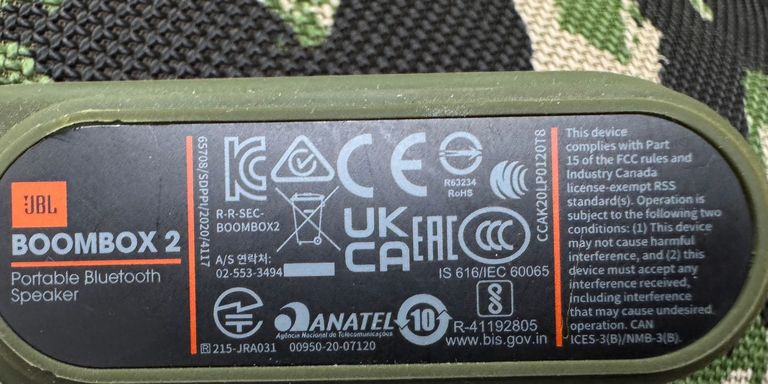 JBL
BOOMBOX 2
Portable Bluetooth
Speaker
65708/SDPPI/2020/4117
R-R-SEC-
BOOMBOX2
A/S 연락처:
02-553-3494
R 215-JRA031
UK
CA
EAC
CE
R63234
RoHS
CCC
IS 616/IEC 60065
ANATEL
Agência Nacional de Telecomunicações
00950-20-07120
10
R-41192805
www.bis.gov.in
CCAK20LP0120T8
This device
complies with Part
15 of the FCC rules and
Industry Canada
license-exempt RSS
standard(s). Operation is
subject to the following two
conditions: (1) This device
may not cause harmful
interference, and (2) this
device must accept any
interference received,
including interference
that may cause undesired
operation. CAN
ICES-3(B)/NMB-3(B).